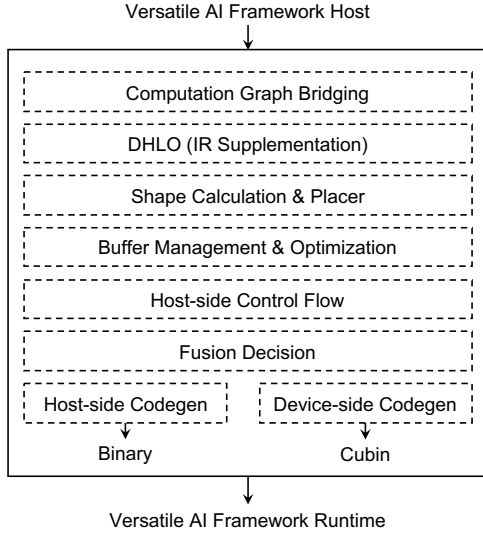 Versatile AI Framework Host
Computation Graph Bridging
DHLO (IR Supplementation)
Shape Calculation & Placer
Buffer Management & Optimization
Host-side Control Flow
Fusion Decision
Host-side Codegen
Device-side Codegen
Binary
Cubin
Versatile AI Framework Runtime